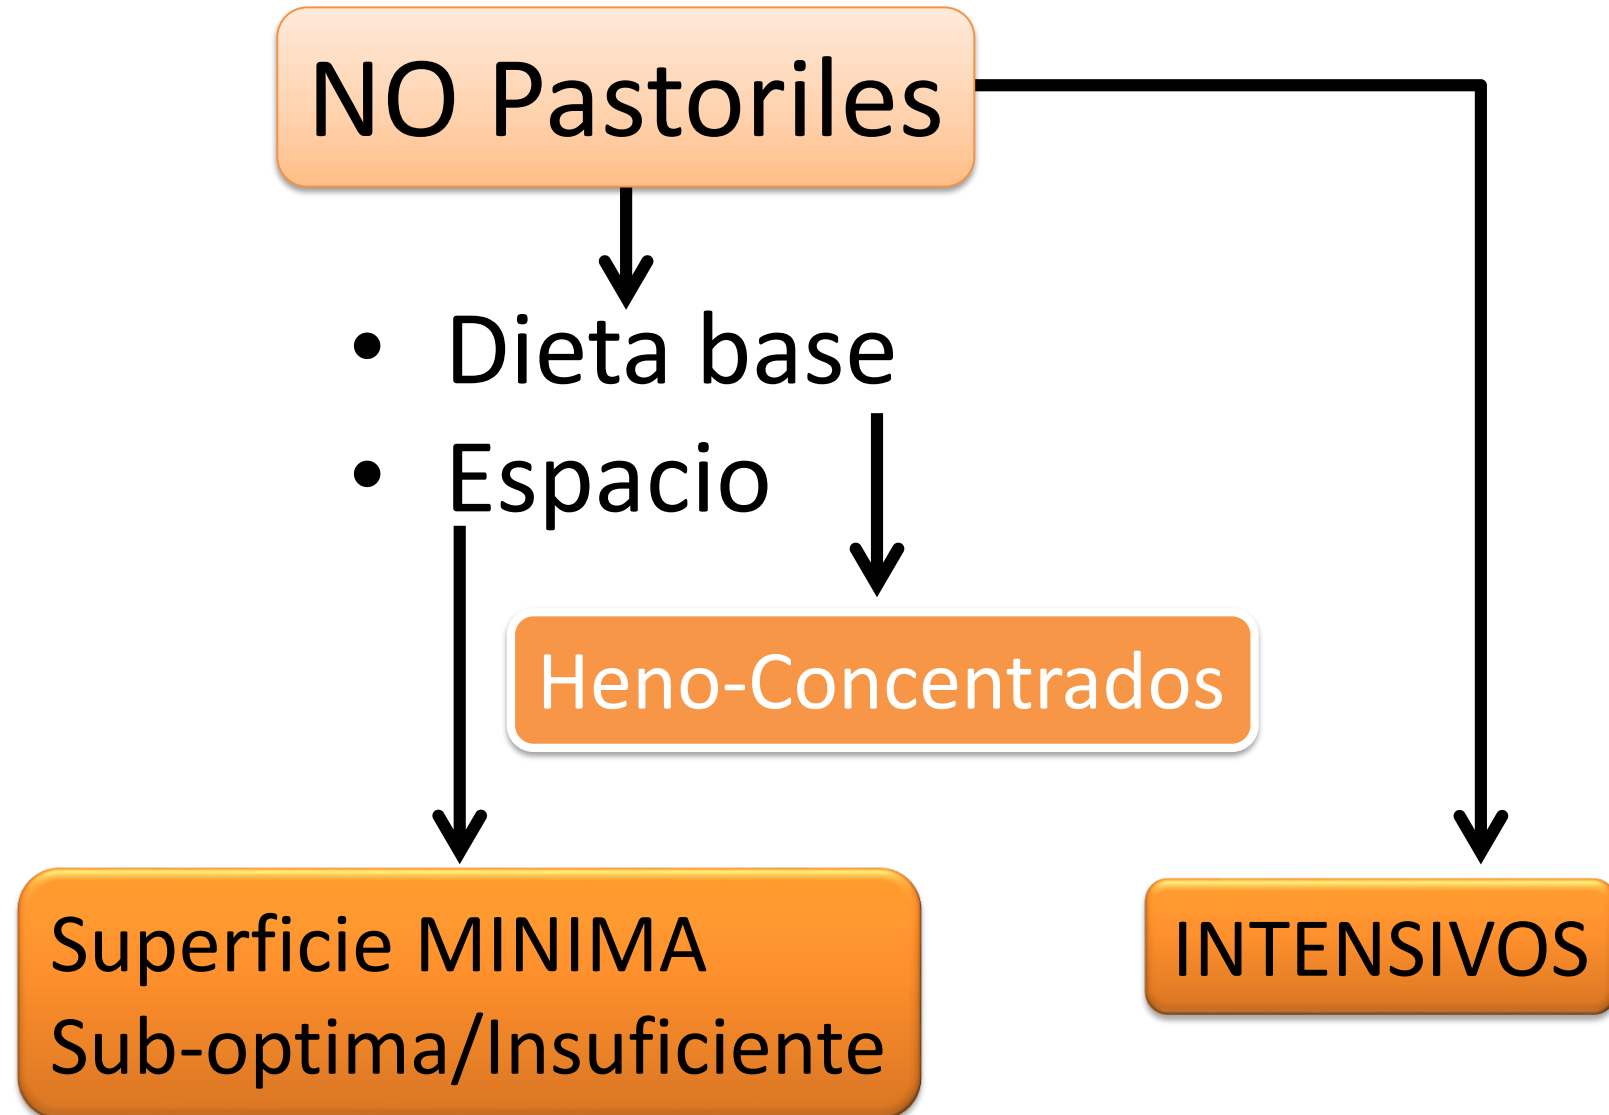 NO Pastoriles
• Dieta base
• Espacio
Heno-Concentrados
Superficie MINIMA
Sub-optima/Insuficiente
INTENSIVOS